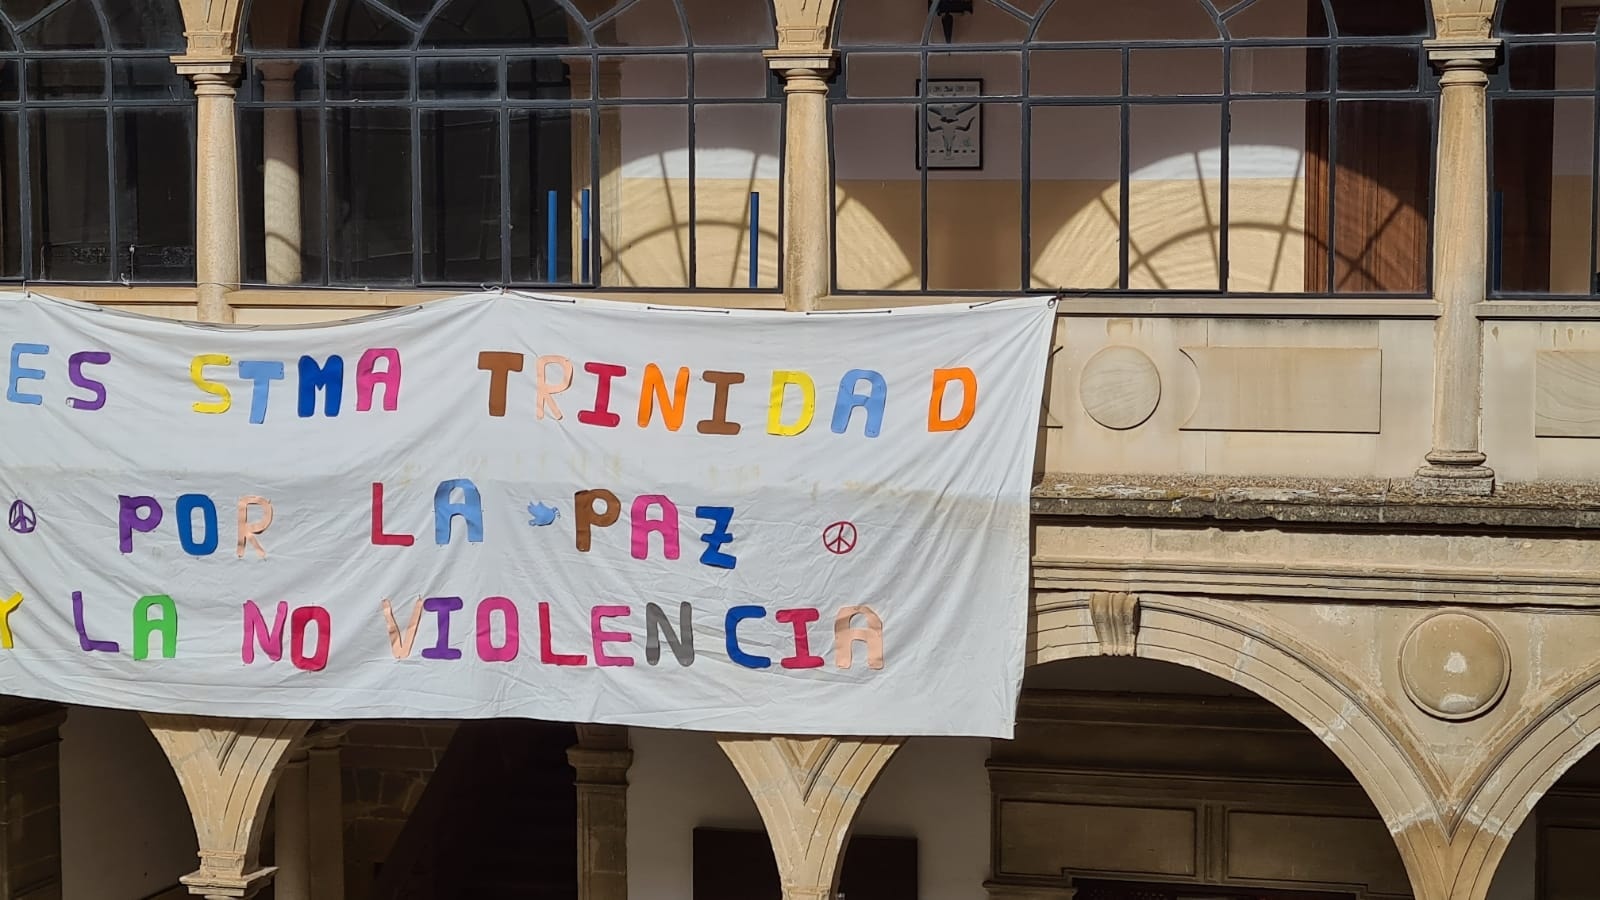 ES STMA TRINIDAD
POR LA PAZ
Y LA NO VIOLENCIA